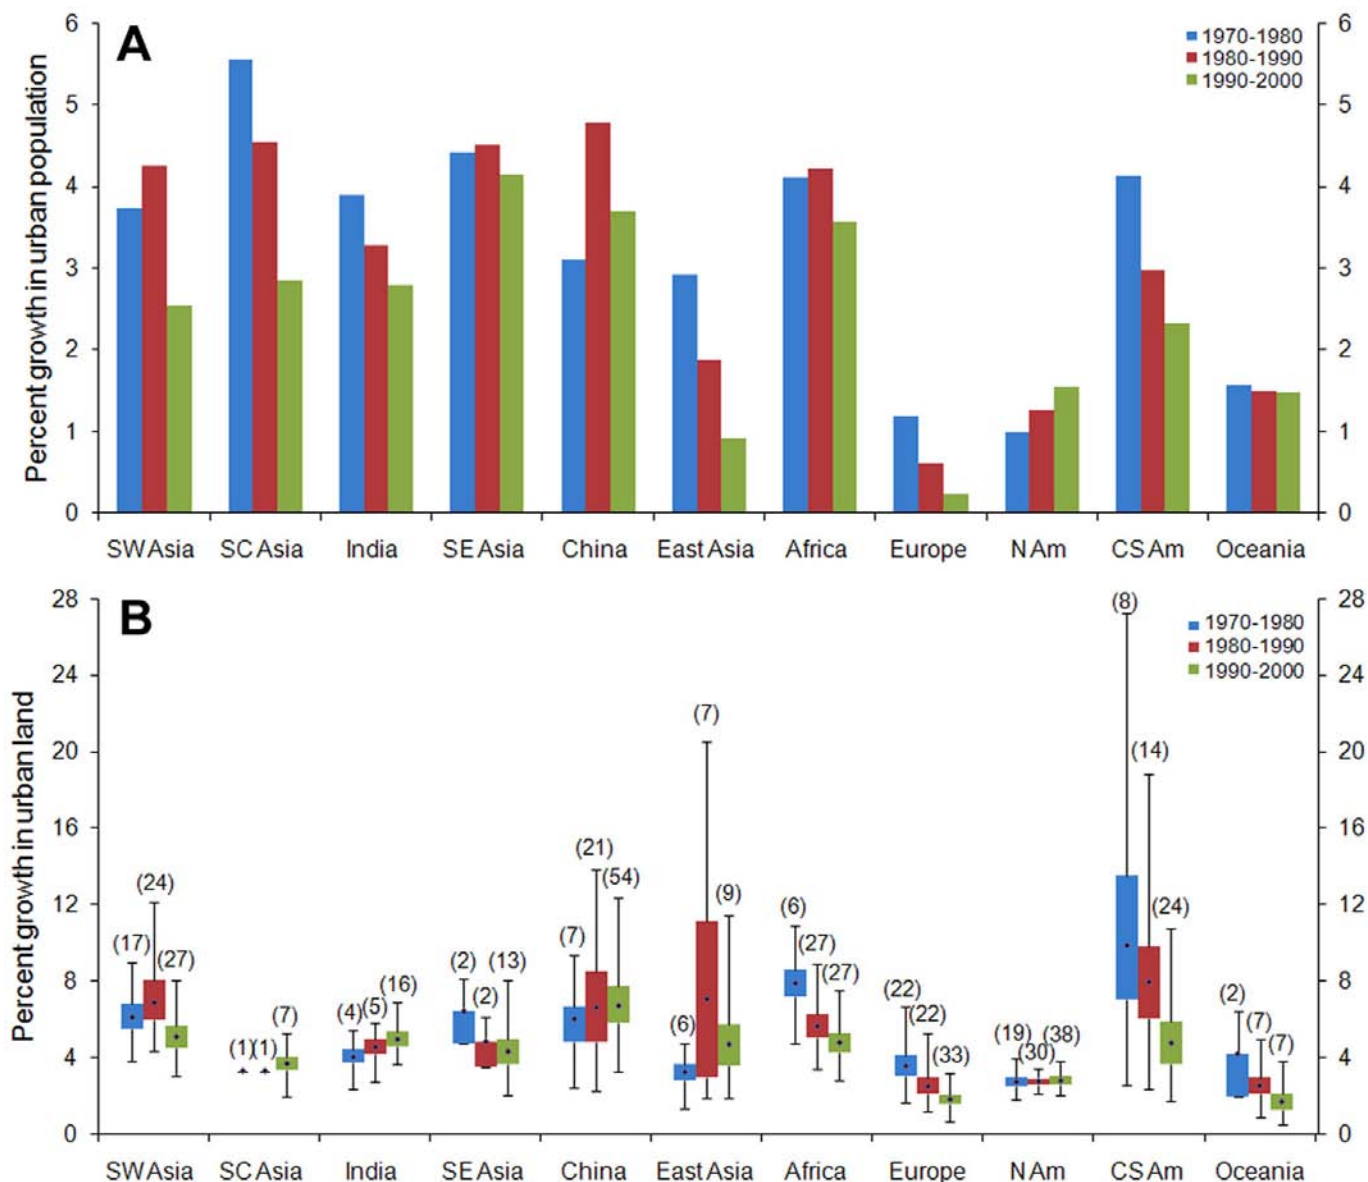 A
1970-1980
1980-1990
1990-2000
Percent growth in urban population
6
5
4
3
2
1
0
6
5
4
3
2
1
0
SW Asia SC Asia India SE Asia China East Asia Africa Europe N Am CS Am Oceania
B
1970-1980
1980-1990
1990-2000
Percent growth in urban land
28
24
20
16
12
8
4
0
28
24
20
16
12
8
4
0
(17) (24) (27)
(1) (1) (7)
(4) (5) (16)
(2) (2) (13)
(7) (21) (54)
(6) (7) (9)
(6) (27) (27)
(22) (22) (33)
(19) (30) (38)
(8) (14) (24)
(2) (7) (7)
SW Asia SC Asia India SE Asia China East Asia Africa Europe N Am CS Am Oceania